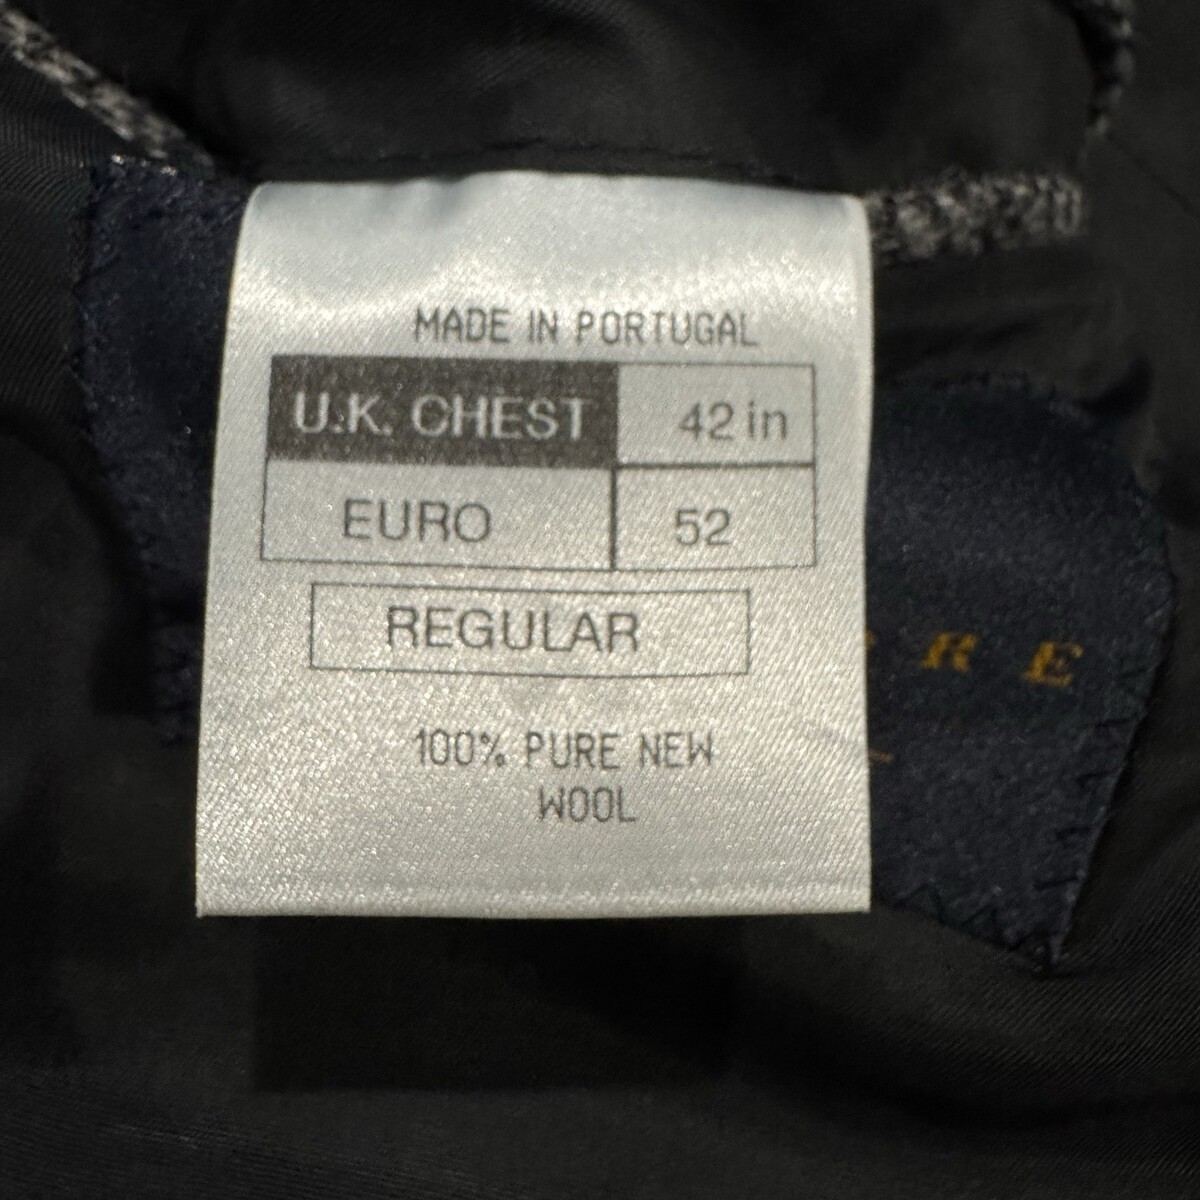 MADE IN PORTUGAL
U.K. CHEST 42 in
EURO 52
REGULAR
100% PURE NEW
WOOL